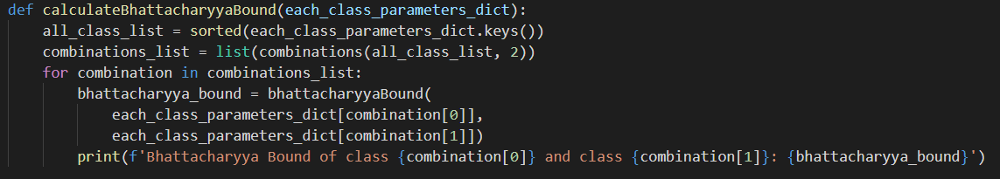 def calculateBhattacharyyaBound(each_class_parameters_dict):
    all_class_list = sorted(each_class_parameters_dict.keys())
    combinations_list = list(combinations(all_class_list, 2))
    for combination in combinations_list:
        bhattacharyya_bound = bhattacharyyaBound(
            each_class_parameters_dict[combination[0]],
            each_class_parameters_dict[combination[1]])
        print(f'Bhattacharyya Bound of class {combination[0]} and class {combination[1]}: {bhattacharyya_bound}')